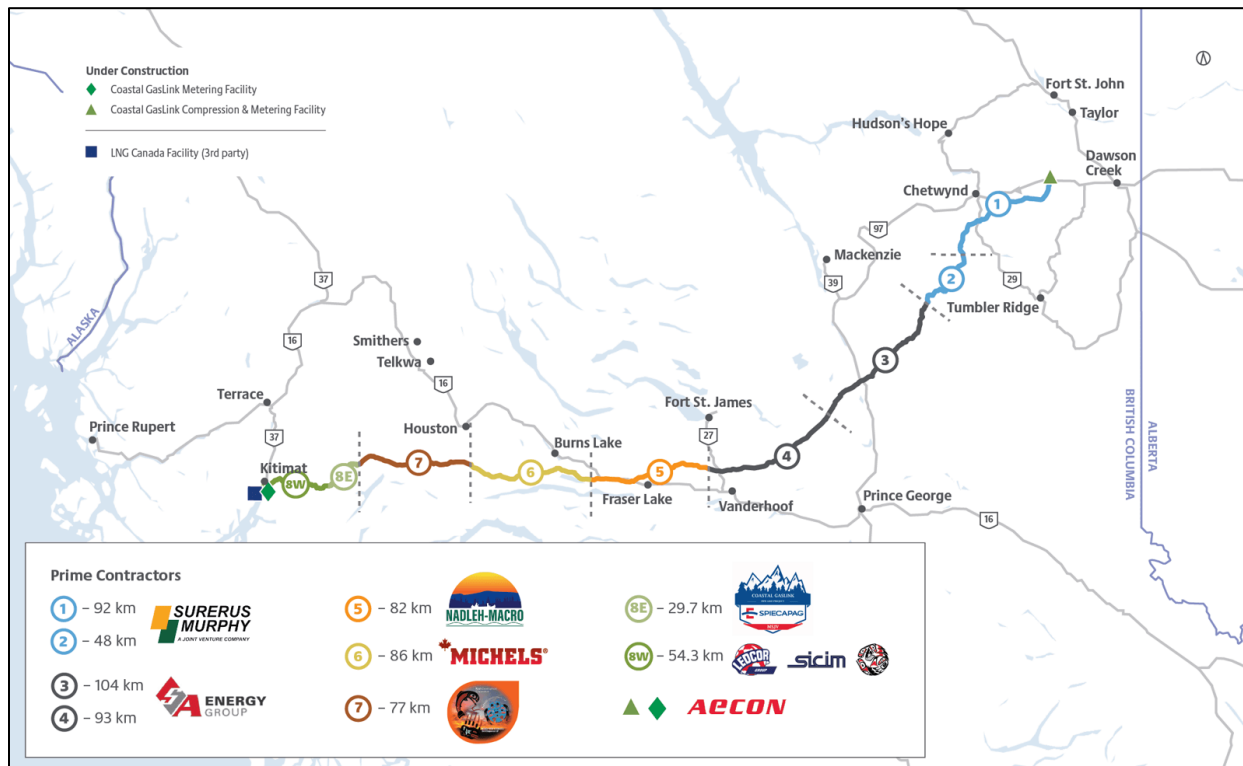 Under Construction
Coastal GasLink Metering Facility
Coastal GasLink Compression & Metering Facility
LNG Canada Facility (3rd party)
Fort St. John
Taylor
Hudson's Hope
Dawson
Creek
Chetwynd
1
97
Mackenzie
39
2
29
Tumbler Ridge
37
ALASKA
16
Smithers
Telkwa
16
3
Terrace
Fort St. James
Prince Rupert
37
Houston
27
Burns Lake
BRITISH COLUMBIA
ALBERTA
Kitimat
8W
8E
7
6
5
4
Fraser Lake
Vanderhoof
Prince George
16
Prime Contractors
1 – 92 km
2 – 48 km
SURERUS
MURPHY
A JOINT VENTURE COMPANY
3 – 104 km
4 – 93 km
SA ENERGY
GROUP
5 – 82 km
NADLEH-MACRO
6 – 86 km
MICHELS®
7 – 77 km
8E – 29.7 km
COASTAL GASLINK
SPIECAPAG
8W – 54.3 km
LEDCOR
GROUP
sicim
AECON